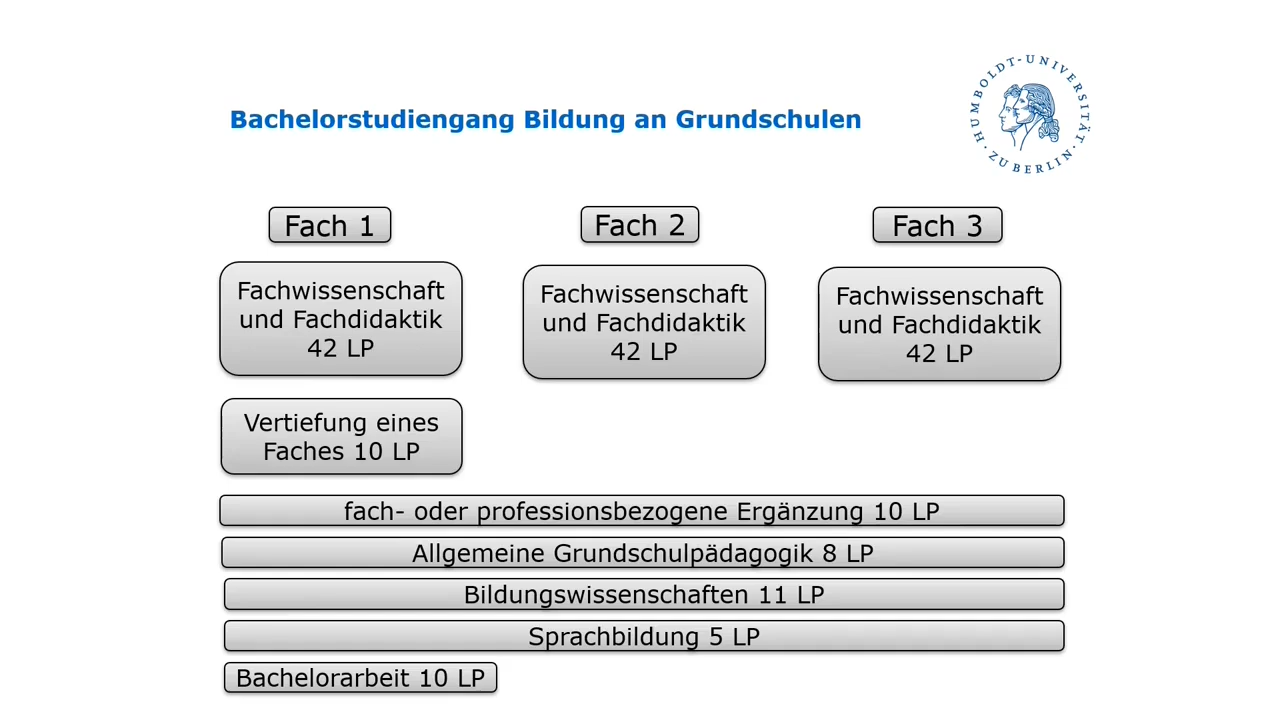 HUMBOLDT-UNIVERSITÄT · ZU BERLIN ·
Bachelorstudiengang Bildung an Grundschulen
Fach 1
Fach 2
Fach 3
Fachwissenschaft
und Fachdidaktik
42 LP
Fachwissenschaft
und Fachdidaktik
42 LP
Fachwissenschaft
und Fachdidaktik
42 LP
Vertiefung eines
Faches 10 LP
fach- oder professionsbezogene Ergänzung 10 LP
Allgemeine Grundschulpädagogik 8 LP
Bildungswissenschaften 11 LP
Sprachbildung 5 LP
Bachelorarbeit 10 LP